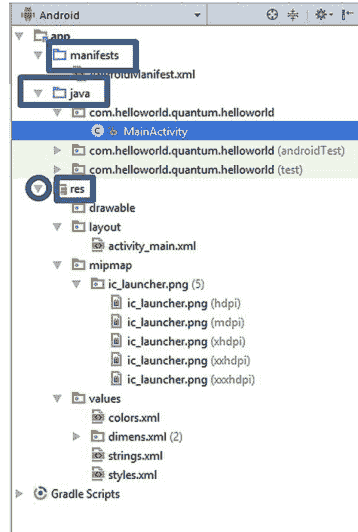 Android
app
manifests
AndroidManifest.xml
java
com.helloworld.quantum.helloworld
MainActivity
com.helloworld.quantum.helloworld (androidTest)
com.helloworld.quantum.helloworld (test)
res
drawable
layout
activity_main.xml
mipmap
ic_launcher.png (5)
ic_launcher.png (hdpi)
ic_launcher.png (mdpi)
ic_launcher.png (xhdpi)
ic_launcher.png (xxhdpi)
ic_launcher.png (xxxhdpi)
values
colors.xml
dimens.xml (2)
strings.xml
styles.xml
Gradle Scripts